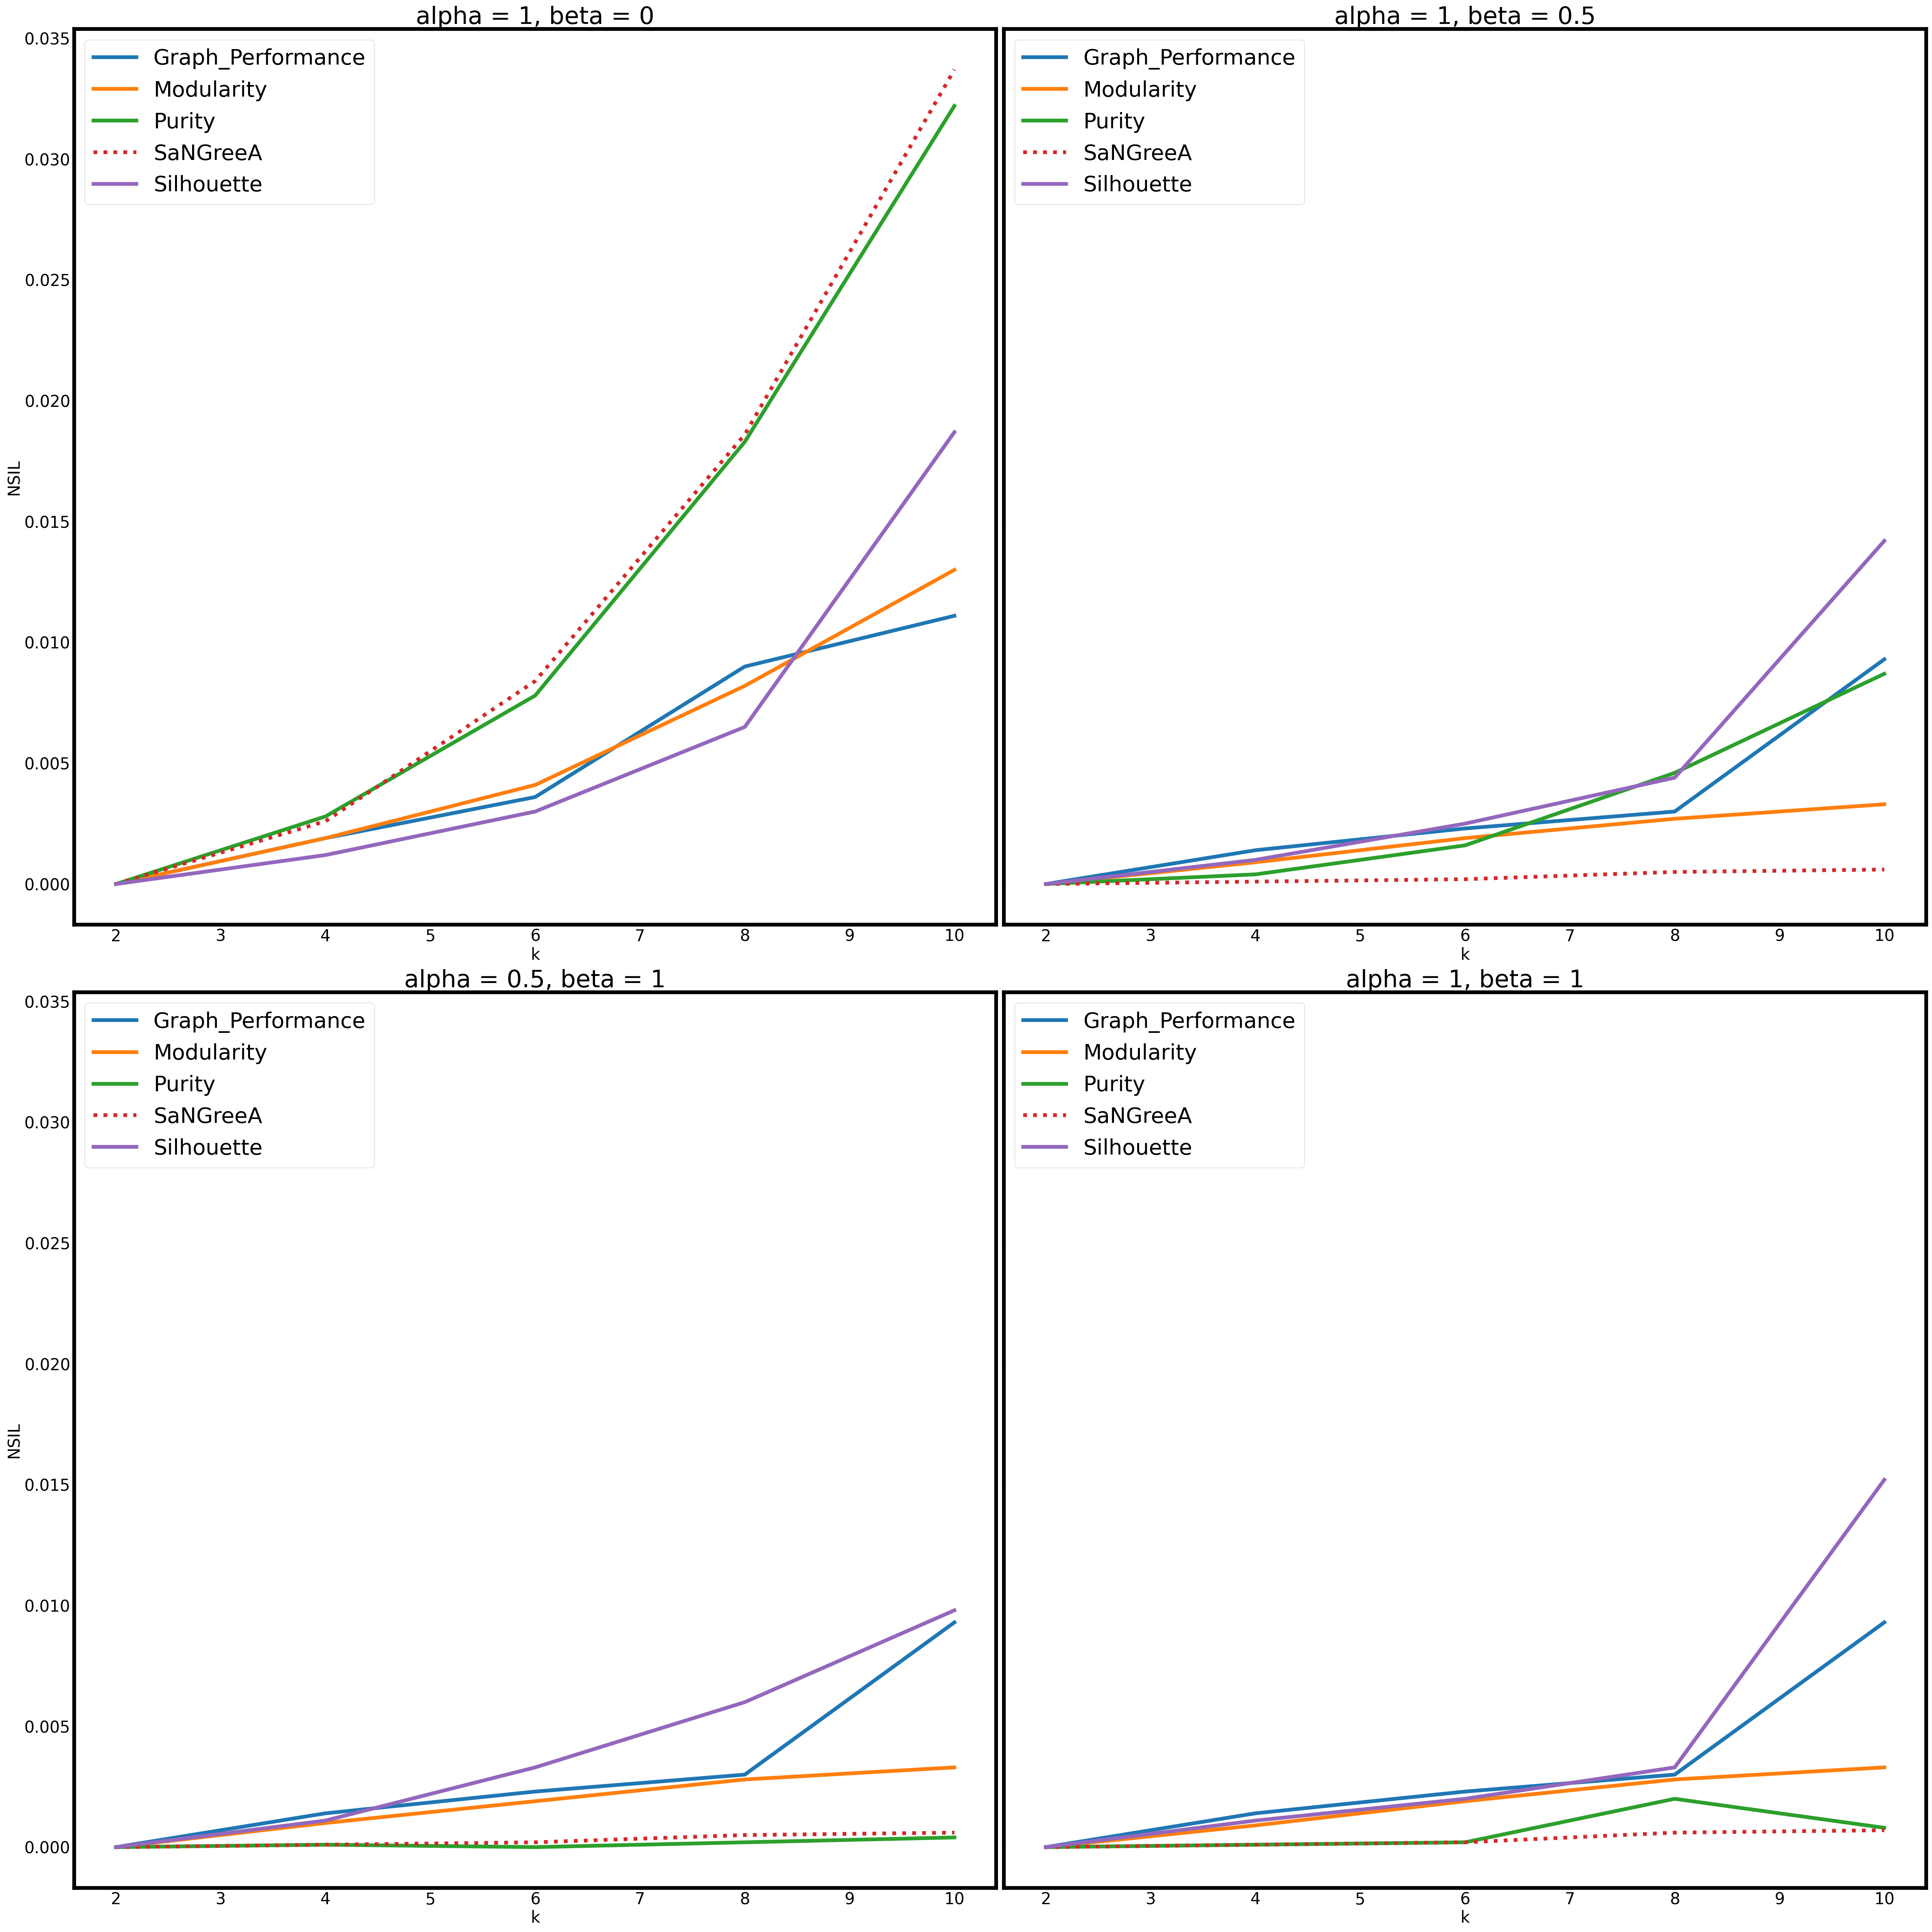 alpha = 1, beta = 0
alpha = 1, beta = 0.5
0.035
0.030
0.025
0.020
0.015
0.010
0.005
0.000
NSIL
Graph_Performance
Modularity
Purity
SaNGreeA
Silhouette
2 3 4 5 6 7 8 9 10
k
Graph_Performance
Modularity
Purity
SaNGreeA
Silhouette
2 3 4 5 6 7 8 9 10
k
alpha = 0.5, beta = 1
alpha = 1, beta = 1
0.035
0.030
0.025
0.020
0.015
0.010
0.005
0.000
NSIL
Graph_Performance
Modularity
Purity
SaNGreeA
Silhouette
2 3 4 5 6 7 8 9 10
k
Graph_Performance
Modularity
Purity
SaNGreeA
Silhouette
2 3 4 5 6 7 8 9 10
k